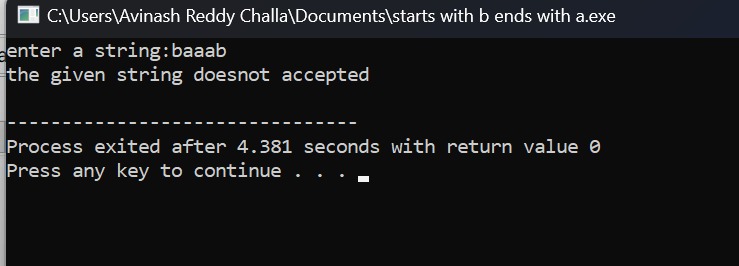 C:\Users\Avinash Reddy Challa\Documents\starts with b ends with a.exe
enter a string:baaab
the given string doesnot accepted
--------------------------------
Process exited after 4.381 seconds with return value 0
Press any key to continue . . .